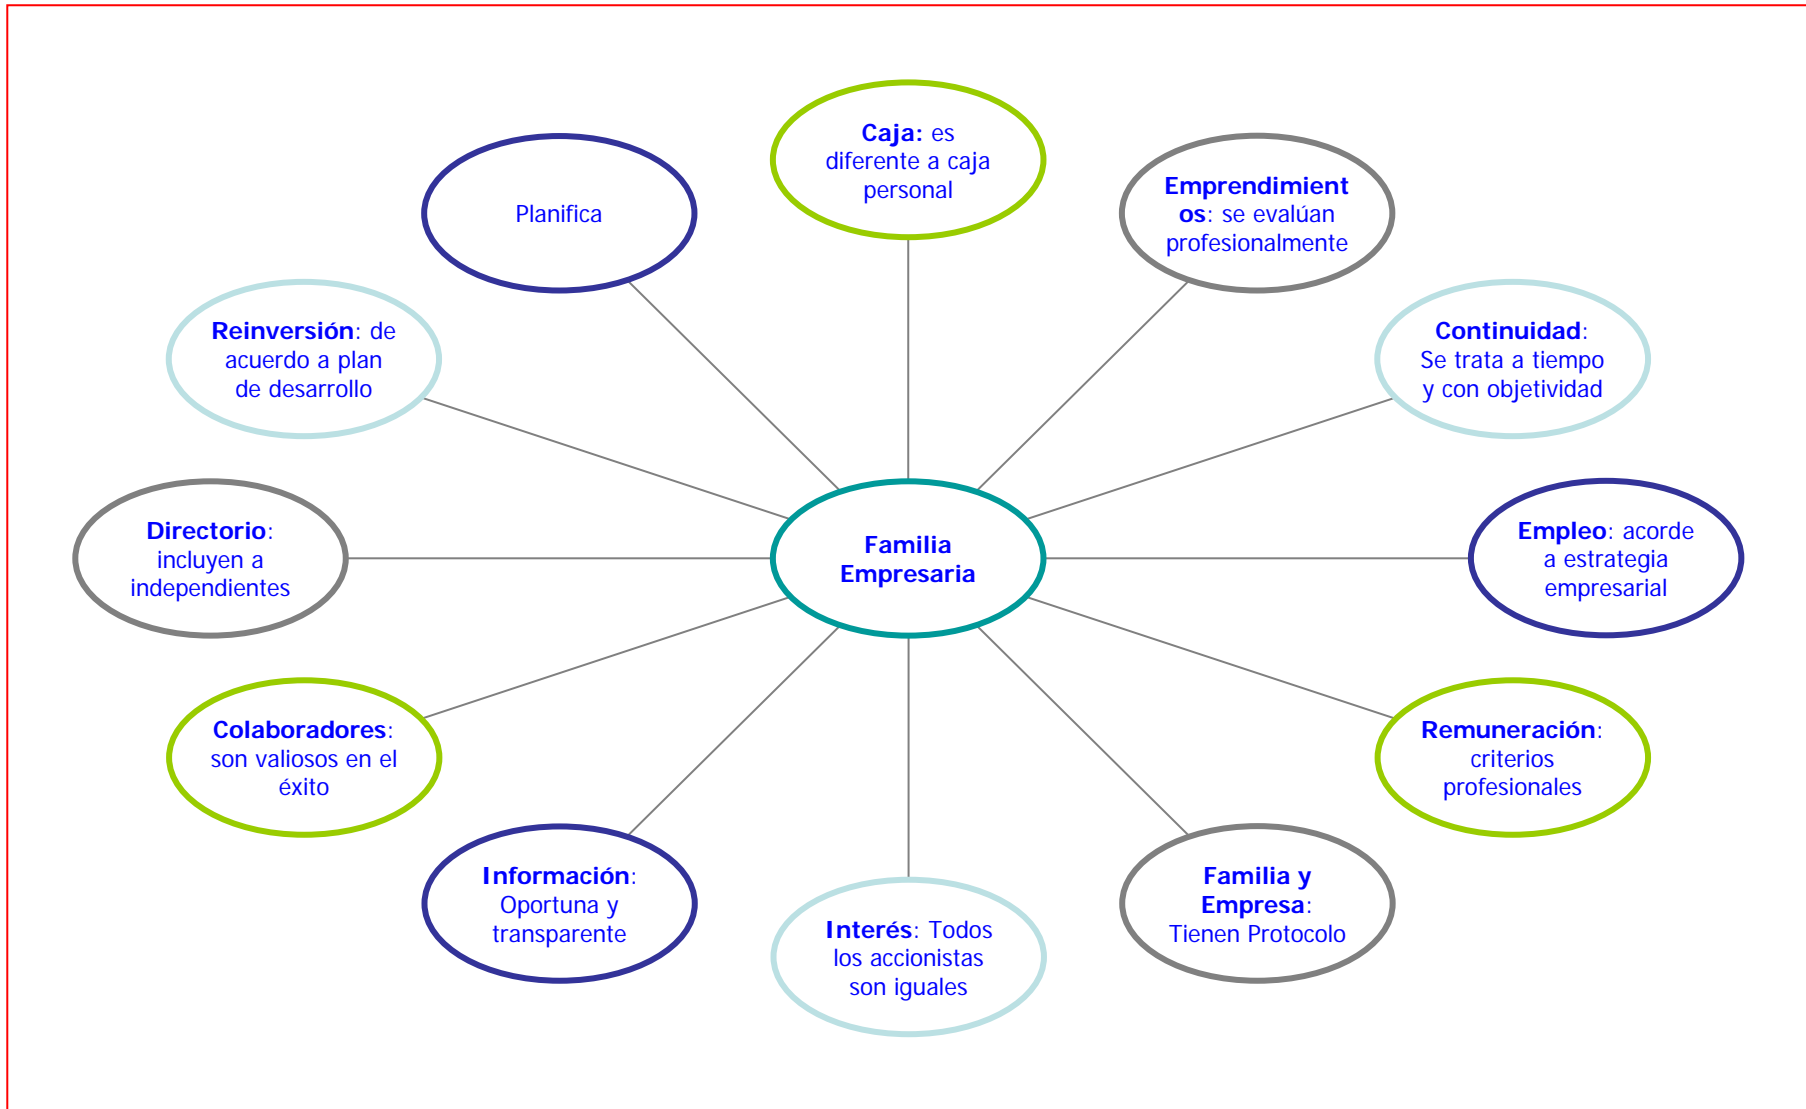 Caja: es
diferente a caja
personal
Emprendimient
os: se evalúan
profesionalmente
Continuidad:
Se trata a tiempo
y con objetividad
Empleo: acorde
a estrategia
empresarial
Remuneración:
criterios
profesionales
Familia y
Empresa:
Tienen Protocolo
Interés: Todos
los accionistas
son iguales
Información:
Oportuna y
transparente
Colaboradores:
son valiosos en el
éxito
Directorio:
incluyen a
independientes
Reinversión: de
acuerdo a plan
de desarrollo
Planifica
Familia
Empresaria